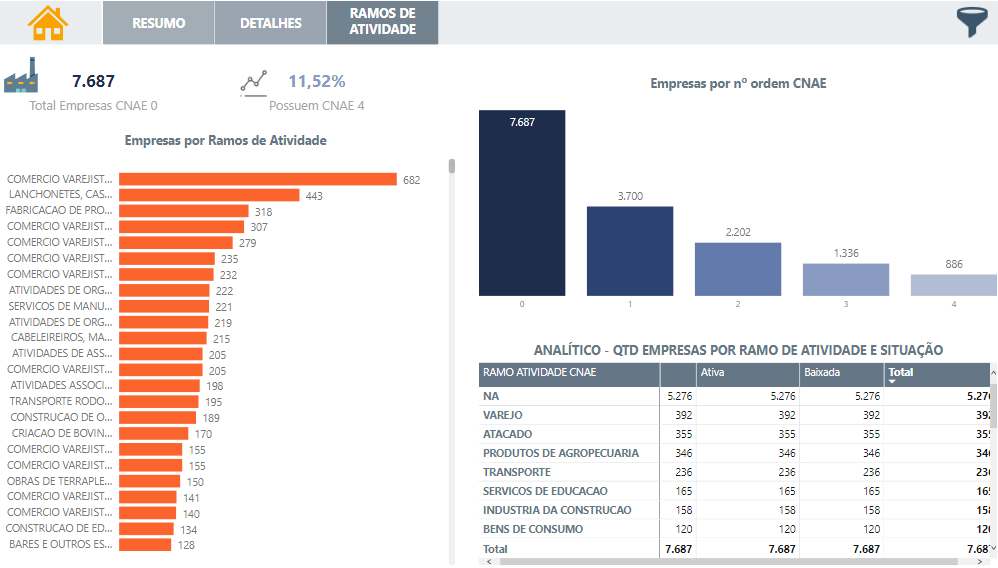 RESUMO
DETALHES
RAMOS DE
ATIVIDADE
7.687
Total Empresas CNAE 0
11,52%
Possuem CNAE 4
Empresas por Ramos de Atividade
COMERCIO VAREJIST... 682
LANCHONETES, CAS... 443
FABRICACAO DE PRO... 318
COMERCIO VAREJIST... 307
COMERCIO VAREJIST... 279
COMERCIO VAREJIST... 235
COMERCIO VAREJIST... 232
ATIVIDADES DE ORG... 222
SERVICOS DE MANU... 221
ATIVIDADES DE ORG... 219
CABELEIREIROS, MA... 215
ATIVIDADES DE ASS... 205
COMERCIO VAREJIST... 205
ATIVIDADES ASSOCI... 198
TRANSPORTE RODO... 195
CONSTRUCAO DE O... 189
CRIACAO DE BOVIN... 170
COMERCIO VAREJIST... 155
COMERCIO VAREJIST... 155
OBRAS DE TERRAPLE... 150
COMERCIO VAREJIST... 141
COMERCIO VAREJIST... 140
CONSTRUCAO DE ED... 134
BARES E OUTROS ES... 128
Empresas por nº ordem CNAE
7.687
3.700
2.202
1.336
886
0 1 2 3 4
ANALÍTICO - QTD EMPRESAS POR RAMO DE ATIVIDADE E SITUAÇÃO
RAMO ATIVIDADE CNAE Ativa Baixada Total
NA 5.276 5.276 5.276 5.276
VAREJO 392 392 392 392
ATACADO 355 355 355 355
PRODUTOS DE AGROPECUARIA 346 346 346 346
TRANSPORTE 236 236 236 236
SERVICOS DE EDUCACAO 165 165 165 165
INDUSTRIA DA CONSTRUCAO 158 158 158 158
BENS DE CONSUMO 120 120 120 120
Total 7.687 7.687 7.687 7.687